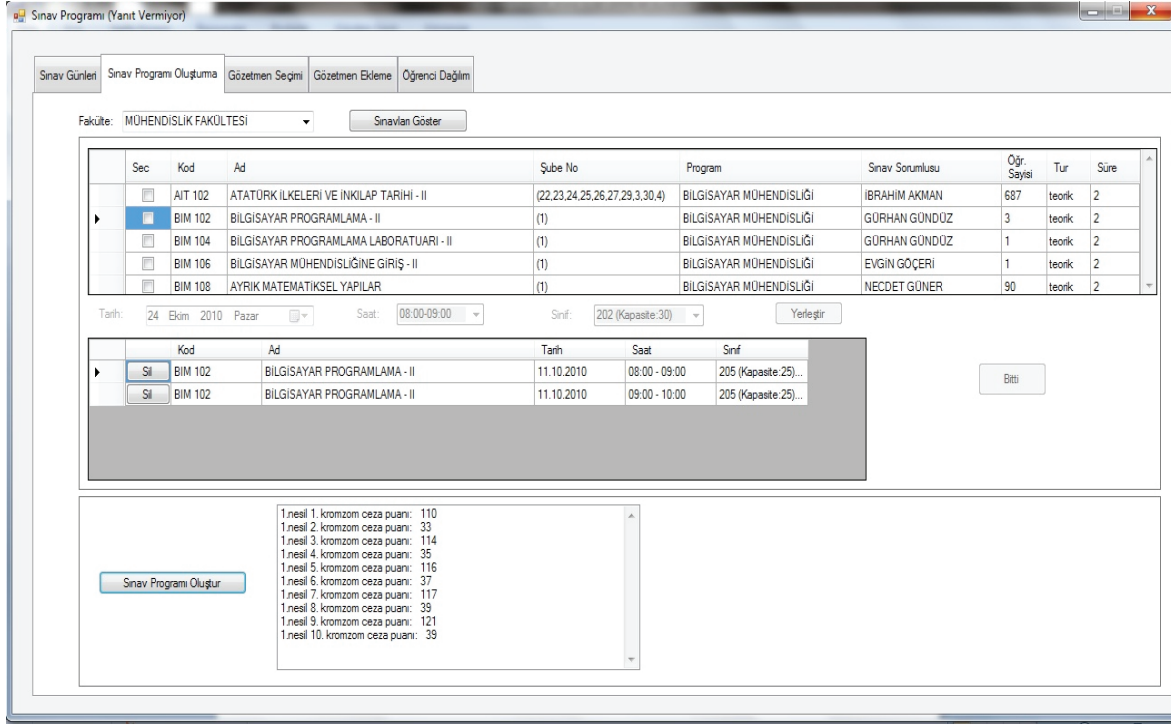 Sınav Programı (Yanıt Vermiyor)
Sınav Günleri Sınav Programı Oluşturma Gözetmen Seçimi Gözetmen Ekleme Öğrenci Dağılım
Fakülte: MÜHENDİSLİK FAKÜLTESİ Sınavları Göster
Sec Kod Ad Şube No Program Sınav Sorumlusu Öğr. Sayisi Tur Süre
AIT 102 ATATÜRK İLKELERİ VE İNKILAP TARİHİ - II (22,23,24,25,26,27,29,3,30,4) BİLGİSAYAR MÜHENDİSLİĞİ İBRAHİM AKMAN 687 teorik 2
BIM 102 BİLGİSAYAR PROGRAMLAMA - II (1) BİLGİSAYAR MÜHENDİSLİĞİ GÜRHAN GÜNDÜZ 3 teorik 2
BIM 104 BİLGİSAYAR PROGRAMLAMA LABORATUARI - II (1) BİLGİSAYAR MÜHENDİSLİĞİ GÜRHAN GÜNDÜZ 1 teorik 2
BIM 106 BİLGİSAYAR MÜHENDİSLİĞİNE GİRİŞ - II (1) BİLGİSAYAR MÜHENDİSLİĞİ EVGİN GÖÇERİ 1 teorik 2
BIM 108 AYRIK MATEMATİKSEL YAPILAR (1) BİLGİSAYAR MÜHENDİSLİĞİ NECDET GÜNER 90 teorik 2
Tarih: 24 Ekim 2010 Pazar Saat: 08:00-09:00 Sınıf: 202 (Kapasite:30) Yerleştir
Kod Ad Tarih Saat Sınıf
Sil BIM 102 BİLGİSAYAR PROGRAMLAMA - II 11.10.2010 08:00 - 09:00 205 (Kapasite:25)...
Sil BIM 102 BİLGİSAYAR PROGRAMLAMA - II 11.10.2010 09:00 - 10:00 205 (Kapasite:25)...
Bitti
Sınav Programı Oluştur
1.nesil 1. kromzom ceza puanı: 110
1.nesil 2. kromzom ceza puanı: 33
1.nesil 3. kromzom ceza puanı: 114
1.nesil 4. kromzom ceza puanı: 35
1.nesil 5. kromzom ceza puanı: 116
1.nesil 6. kromzom ceza puanı: 37
1.nesil 7. kromzom ceza puanı: 117
1.nesil 8. kromzom ceza puanı: 39
1.nesil 9. kromzom ceza puanı: 121
1.nesil 10. kromzom ceza puanı: 39